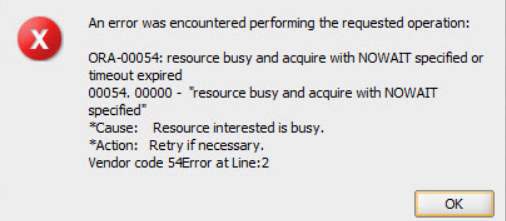 An error was encountered performing the requested operation:
ORA-00054: resource busy and acquire with NOWAIT specified or
timeout expired
00054. 00000 -  "resource busy and acquire with NOWAIT
specified"
*Cause:    Resource interested is busy.
*Action:   Retry if necessary.
Vendor code 54Error at Line:2
OK